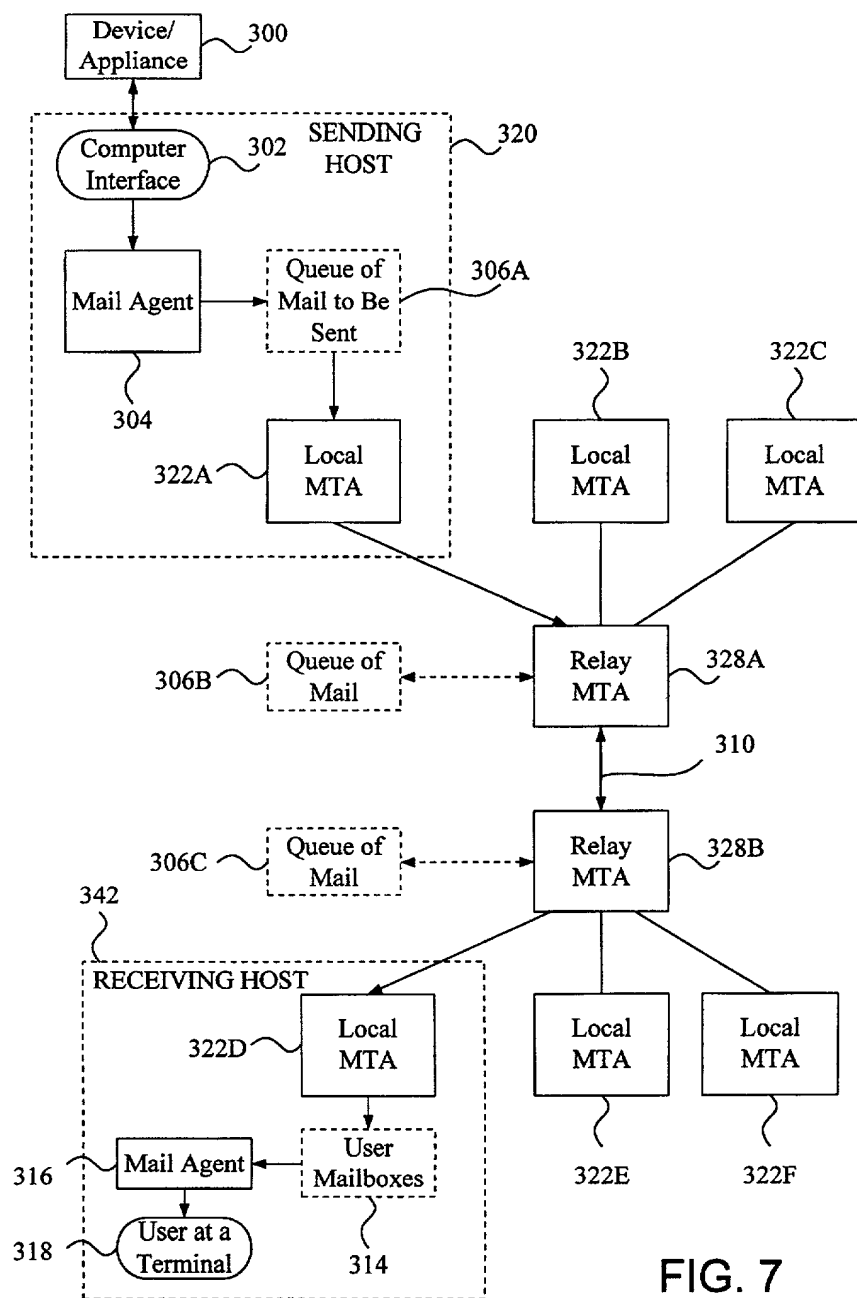 Device/
Appliance
300
SENDING
HOST
320
Computer
Interface
302
Mail Agent
304
Queue of
Mail to Be
Sent
306A
322B
322C
322A
Local
MTA
Local
MTA
Local
MTA
306B
Queue of
Mail
Relay
MTA
328A
310
306C
Queue of
Mail
Relay
MTA
328B
342
RECEIVING HOST
322D
Local
MTA
Local
MTA
Local
MTA
322E
322F
316
Mail Agent
User
Mailboxes
314
318
User at a
Terminal
FIG. 7